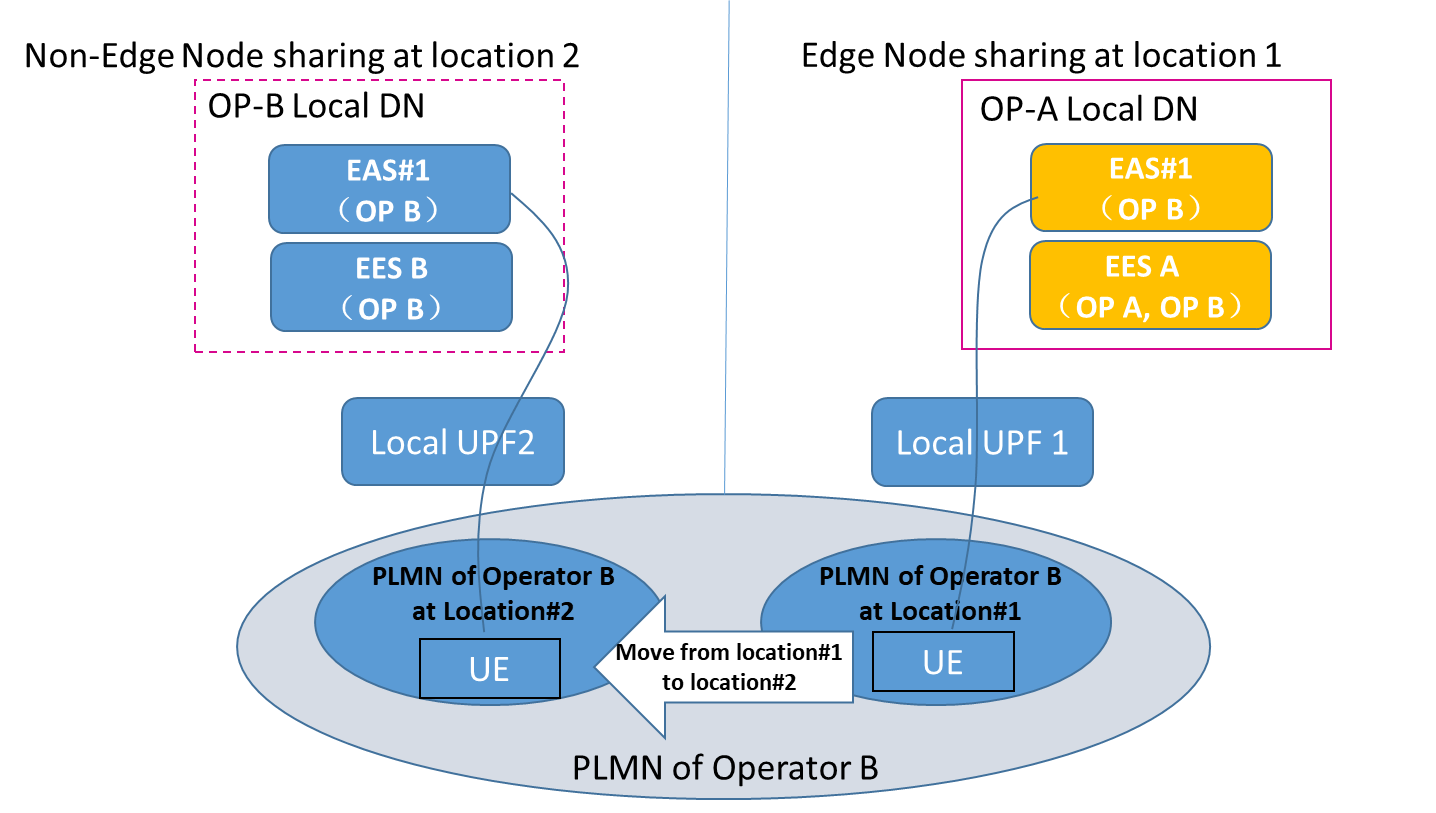 Non-Edge Node sharing at location 2
OP-B Local DN
EAS#1
（OP B）
EES B
（OP B）
Local UPF2
Edge Node sharing at location 1
OP-A Local DN
EAS#1
（OP B）
EES A
（OP A, OP B）
Local UPF 1
PLMN of Operator B
at Location#2
UE
Move from location#1
to location#2
PLMN of Operator B
at Location#1
UE
PLMN of Operator B